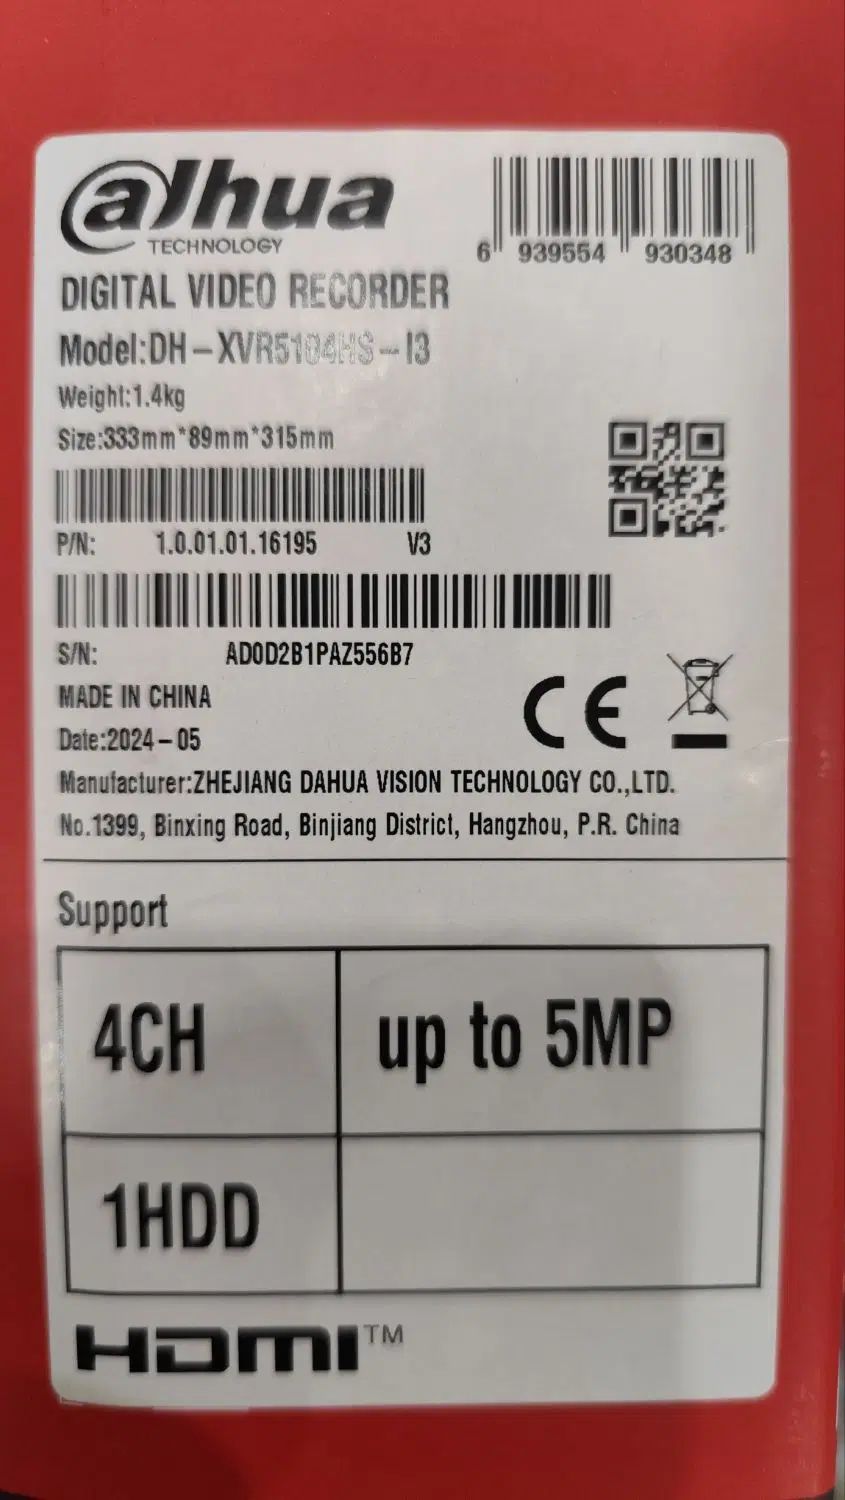 alhua
TECHNOLOGY
6 939554 930348
DIGITAL VIDEO RECORDER
Model:DH-XVR5104HS-I3
Weight:1.4kg
Size:333mm*89mm*315mm
P/N: 1.0.01.01.16195 V3
S/N: AD0D2B1PAZ556B7
MADE IN CHINA
Date:2024-05
CE
Manufacturer:ZHEJIANG DAHUA VISION TECHNOLOGY CO.,LTD.
No.1399, Binxing Road, Binjiang District, Hangzhou, P.R. China
Support
4CH up to 5MP
1HDD
HDMI™